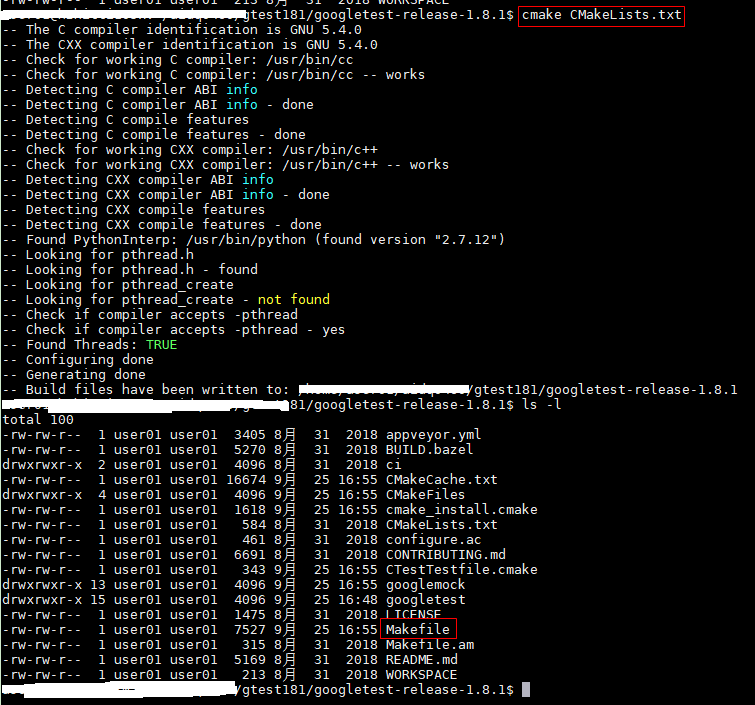 213 8月 31 2018 WORKSPACE
/gtest181/googletest-release-1.8.1$ cmake CMakeLists.txt
-- The C compiler identification is GNU 5.4.0
-- The CXX compiler identification is GNU 5.4.0
-- Check for working C compiler: /usr/bin/cc
-- Check for working C compiler: /usr/bin/cc -- works
-- Detecting C compiler ABI info
-- Detecting C compiler ABI info - done
-- Detecting C compile features
-- Detecting C compile features - done
-- Check for working CXX compiler: /usr/bin/c++
-- Check for working CXX compiler: /usr/bin/c++ -- works
-- Detecting CXX compiler ABI info
-- Detecting CXX compiler ABI info - done
-- Detecting CXX compile features
-- Detecting CXX compile features - done
-- Found PythonInterp: /usr/bin/python (found version "2.7.12")
-- Looking for pthread.h
-- Looking for pthread.h - found
-- Looking for pthread_create
-- Looking for pthread_create - not found
-- Check if compiler accepts -pthread
-- Check if compiler accepts -pthread - yes
-- Found Threads: TRUE
-- Configuring done
-- Generating done
-- Build files have been written to: /gtest181/googletest-release-1.8.1
81/googletest-release-1.8.1$ ls -l
total 100
-rw-rw-r-- 1 user01 user01 3405 8月 31 2018 appveyor.yml
-rw-rw-r-- 1 user01 user01 5270 8月 31 2018 BUILD.bazel
drwxrwxr-x 2 user01 user01 4096 8月 31 2018 ci
-rw-rw-r-- 1 user01 user01 16674 9月 25 16:55 CMakeCache.txt
drwxrwxr-x 4 user01 user01 4096 9月 25 16:55 CMakeFiles
-rw-rw-r-- 1 user01 user01 1618 9月 25 16:55 cmake_install.cmake
-rw-rw-r-- 1 user01 user01 584 8月 31 2018 CMakeLists.txt
-rw-rw-r-- 1 user01 user01 461 8月 31 2018 configure.ac
-rw-rw-r-- 1 user01 user01 6691 8月 31 2018 CONTRIBUTING.md
-rw-rw-r-- 1 user01 user01 343 9月 25 16:55 CTestTestfile.cmake
drwxrwxr-x 13 user01 user01 4096 9月 25 16:55 googlemock
drwxrwxr-x 15 user01 user01 4096 9月 25 16:48 googletest
-rw-rw-r-- 1 user01 user01 1475 8月 31 2018 LICENSE
-rw-rw-r-- 1 user01 user01 7527 9月 25 16:55 Makefile
-rw-rw-r-- 1 user01 user01 315 8月 31 2018 Makefile.am
-rw-rw-r-- 1 user01 user01 5169 8月 31 2018 README.md
-rw-rw-r-- 1 user01 user01 213 8月 31 2018 WORKSPACE
/gtest181/googletest-release-1.8.1$